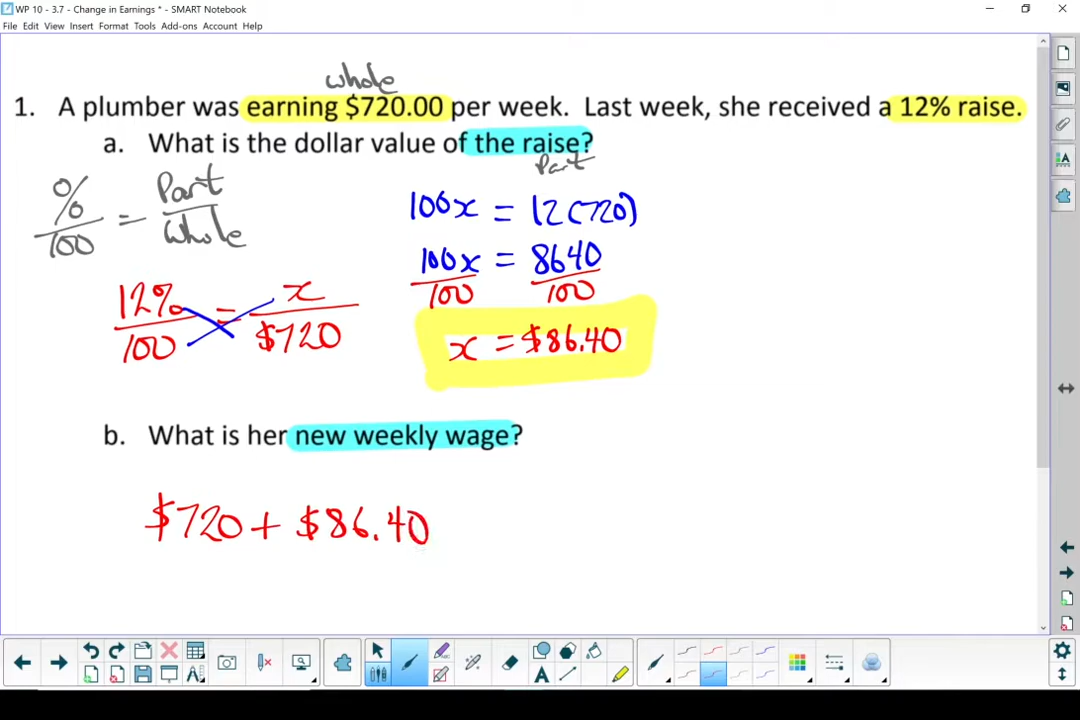 WP 10 - 3.7 - Change in Earnings * - SMART Notebook
File Edit View Insert Format Tools Add-ons Account Help
whole
1. A plumber was earning $720.00 per week. Last week, she received a 12% raise.
a. What is the dollar value of the raise?
Part
%/100 = Part/Whole
100x = 12(720)
100x/100 = 8640/100
12%/100 = x/$720
x = $86.40
b. What is her new weekly wage?
$720 + $86.40